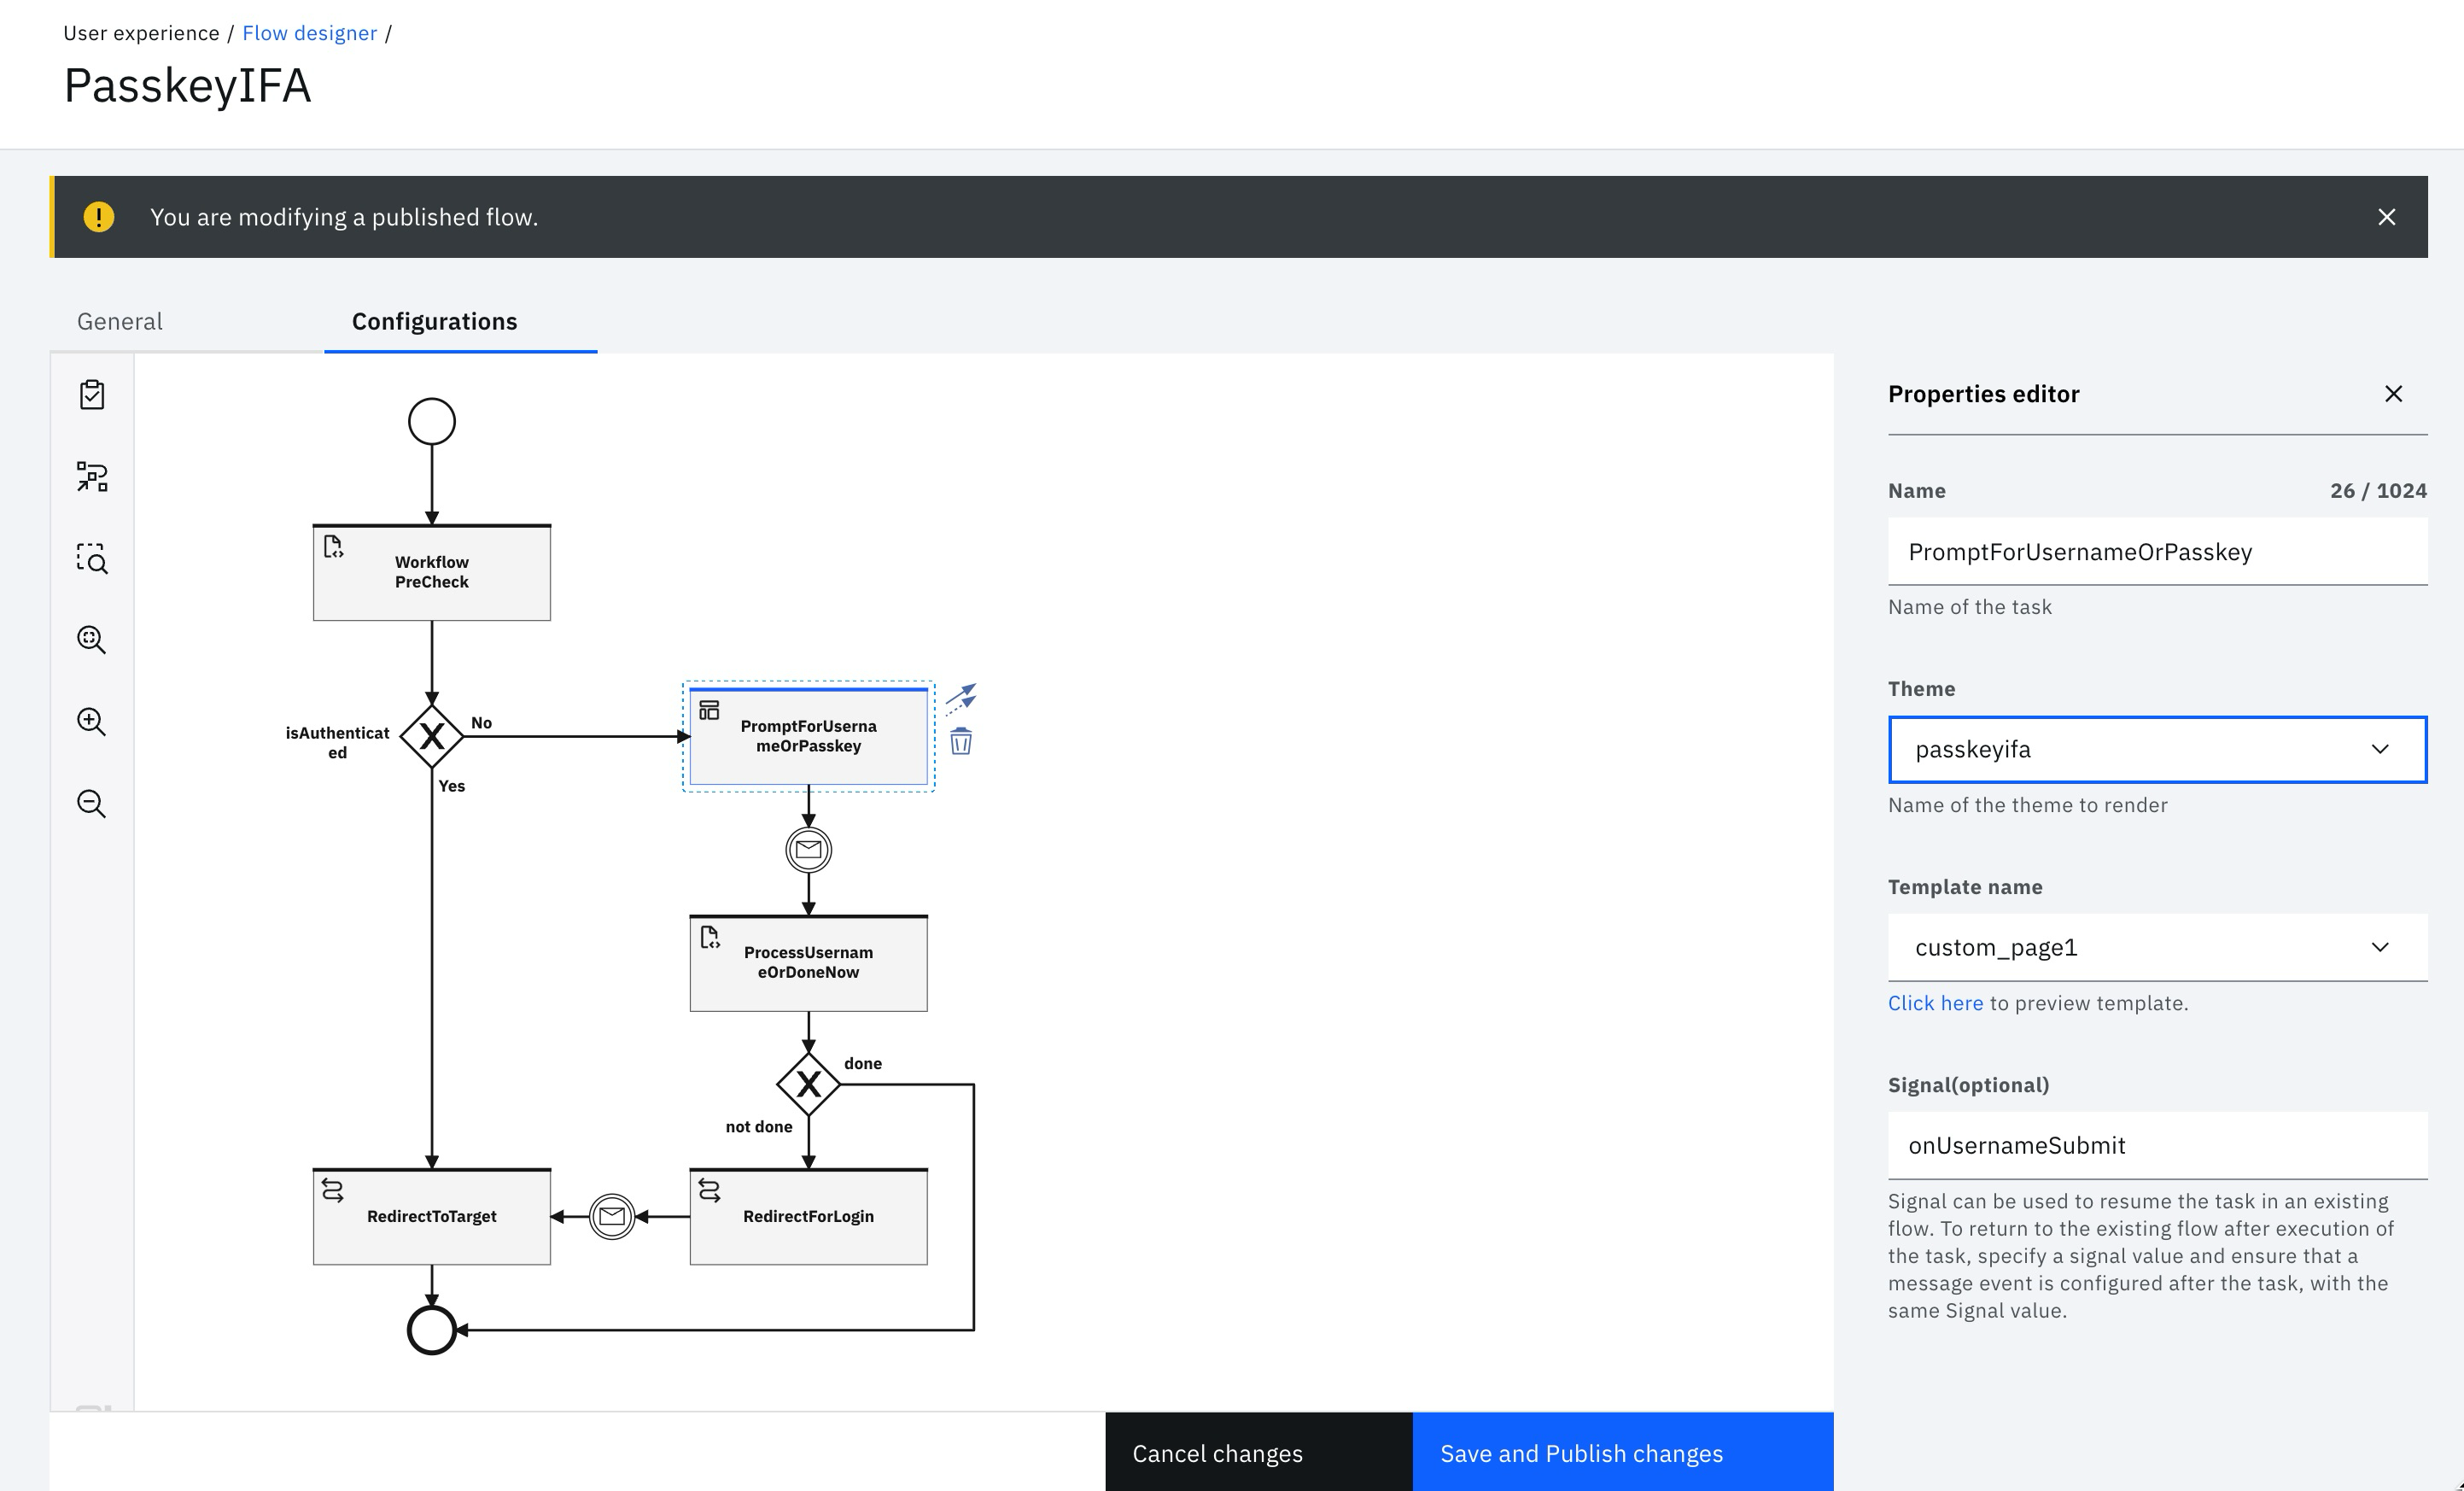 User experience / Flow designer /
PasskeyIFA
You are modifying a published flow.
General
Configurations
Workflow
PreCheck
isAuthenticat
ed
No
Yes
PromptForUserna
meOrPasskey
ProcessUsernam
eOrDoneNow
done
not done
RedirectToTarget
RedirectForLogin
Cancel changes
Save and Publish changes
Properties editor
Name
26 / 1024
PromptForUsernameOrPasskey
Name of the task
Theme
passkeyifa
Name of the theme to render
Template name
custom_page1
Click here to preview template.
Signal(optional)
onUsernameSubmit
Signal can be used to resume the task in an existing
flow. To return to the existing flow after execution of
the task, specify a signal value and ensure that a
message event is configured after the task, with the
same Signal value.